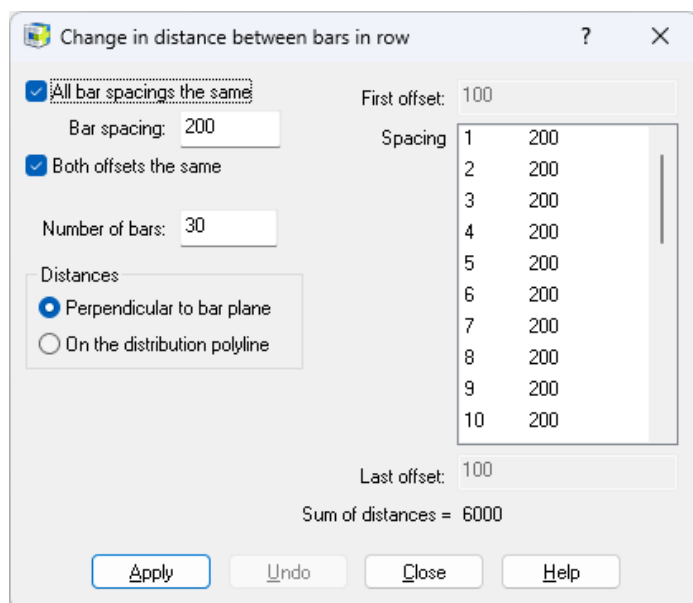 Change in distance between bars in row ?
All bar spacings the same
Bar spacing: 200
Both offsets the same
Number of bars: 30
Distances
Perpendicular to bar plane
On the distribution polyline
First offset: 100
Spacing
1 200
2 200
3 200
4 200
5 200
6 200
7 200
8 200
9 200
10 200
Last offset: 100
Sum of distances = 6000
Apply Undo Close Help